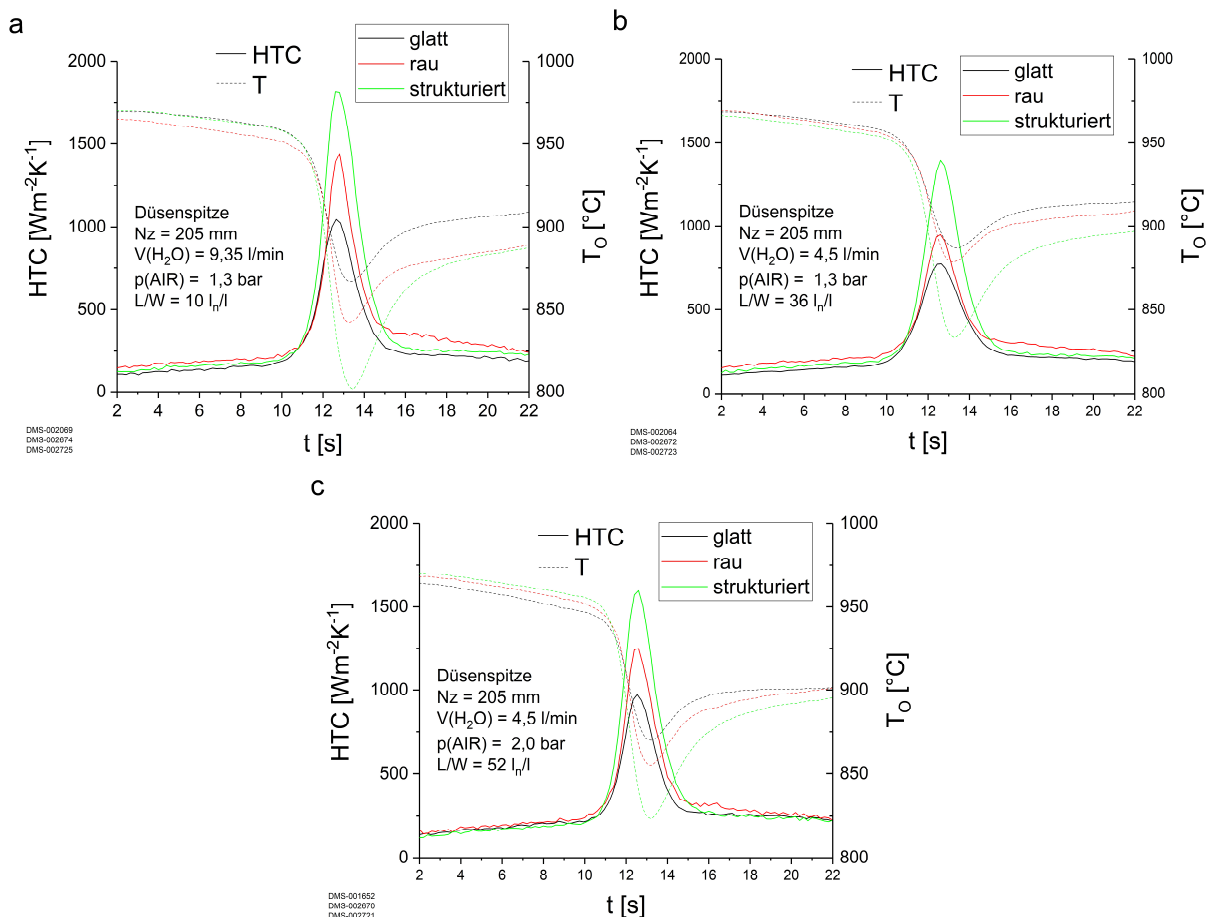 a
HTC
T
glatt
rau
strukturiert
2000
1500
1000
500
0
HTC [Wm-2K-1]
1000
950
900
850
800
TO [°C]
Düsenspitze
Nz = 205 mm
V(H2O) = 9,35 l/min
p(AIR) = 1,3 bar
L/W = 10 ln/l
2 4 6 8 10 12 14 16 18 20 22
t [s]
DMS-002069
DMS-002074
DMS-002725
b
HTC
T
glatt
rau
strukturiert
2000
1500
1000
500
0
HTC [Wm-2K-1]
1000
950
900
850
800
TO [°C]
Düsenspitze
Nz = 205 mm
V(H2O) = 4,5 l/min
p(AIR) = 1,3 bar
L/W = 36 ln/l
2 4 6 8 10 12 14 16 18 20 22
t [s]
DMS-002064
DMS-002072
DMS-002723
c
HTC
T
glatt
rau
strukturiert
2000
1500
1000
500
0
HTC [Wm-2K-1]
1000
950
900
850
800
TO [°C]
Düsenspitze
Nz = 205 mm
V(H2O) = 4,5 l/min
p(AIR) = 2,0 bar
L/W = 52 ln/l
2 4 6 8 10 12 14 16 18 20 22
t [s]
DMS-001652
DMS-002070
DMS-002721